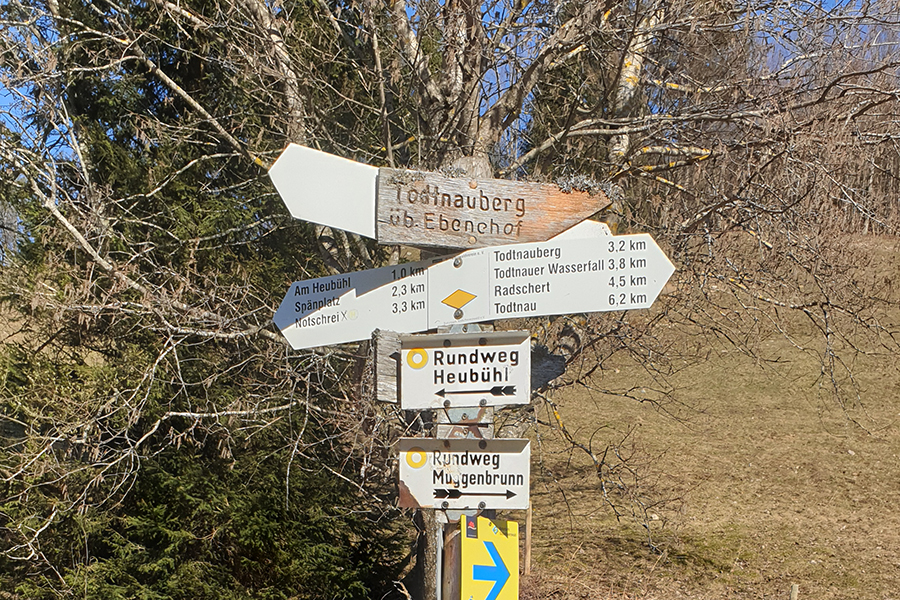 Todtnauberg
üb. Ebenehof
Am Heubühl 1,0 km
Spänplatz 2,3 km
Notschrei 3,3 km
Todtnauberg 3,2 km
Todtnauer Wasserfall 3,8 km
Radschert 4,5 km
Todtnau 6,2 km
Rundweg
Heubühl
Rundweg
Muggenbrunn